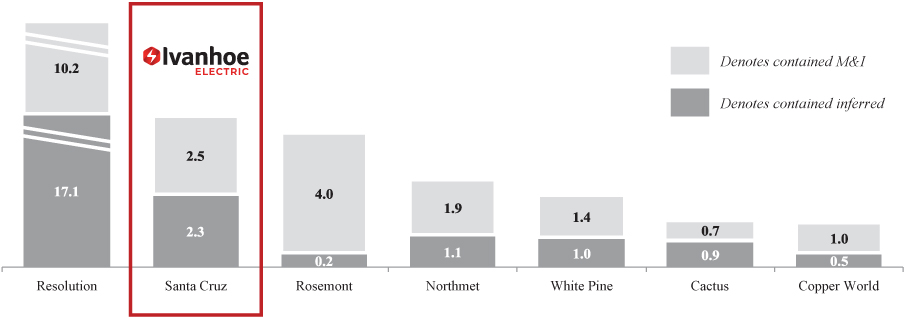 Ivanhoe
ELECTRIC
Denotes contained M&I
Denotes contained inferred
10.2
17.1
2.5
2.3
4.0
0.2
1.9
1.1
1.4
1.0
0.7
0.9
1.0
0.5
Resolution
Santa Cruz
Rosemont
Northmet
White Pine
Cactus
Copper World